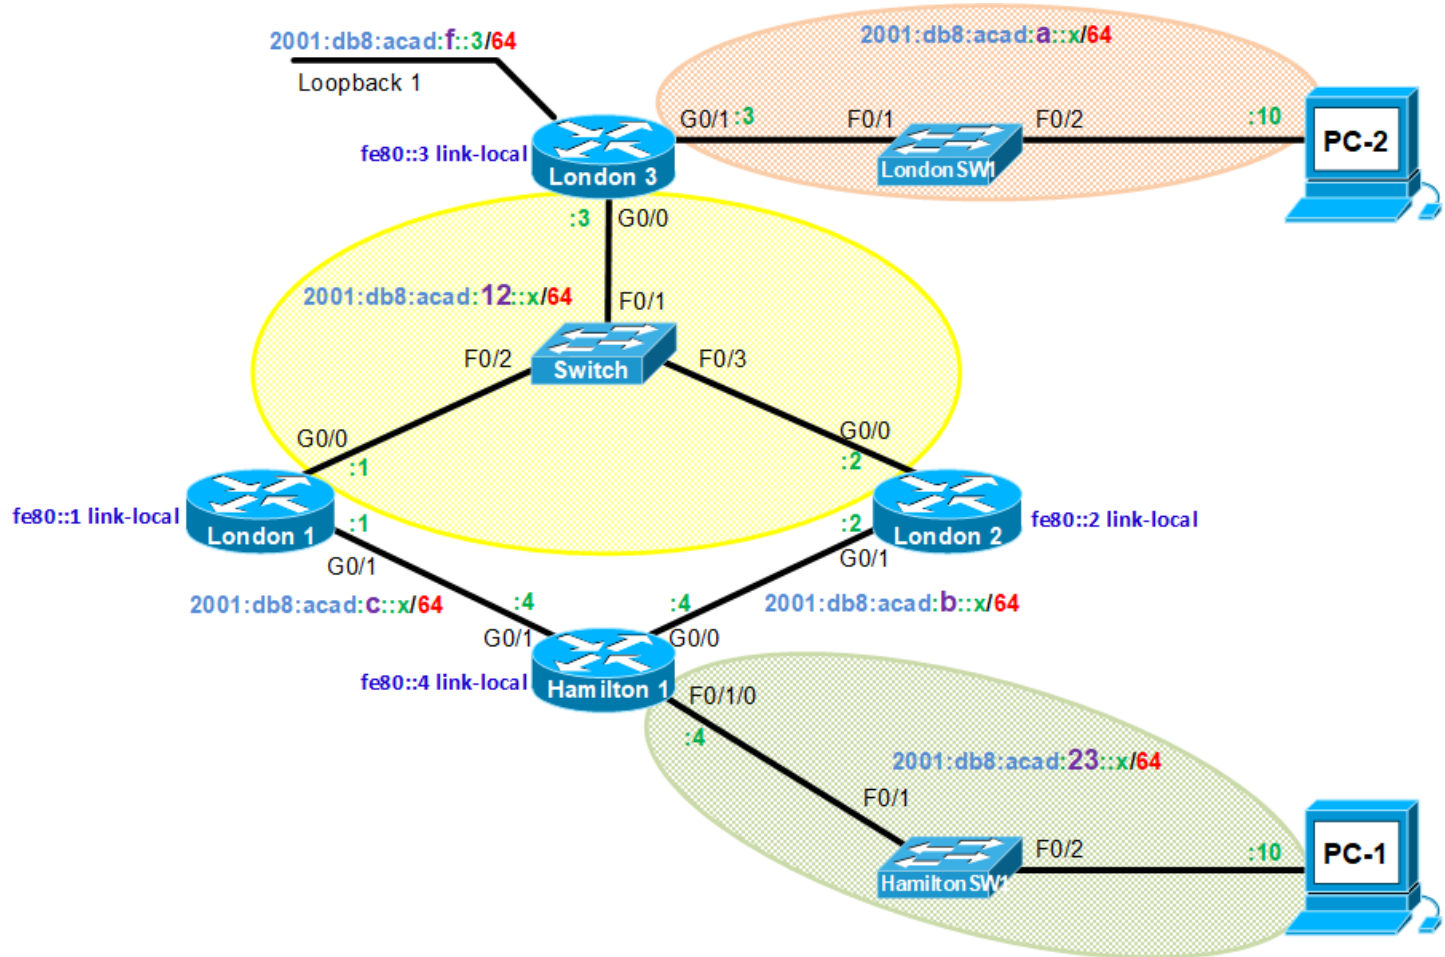 2001:db8:acad:f::3/64
Loopback 1
2001:db8:acad:a::x/64
G0/1 :3
F0/1
F0/2
:10
PC-2
LondonSW1
fe80::3 link-local
London 3
:3
G0/0
2001:db8:acad:12::x/64
F0/1
F0/2
Switch
F0/3
G0/0
:1
G0/0
:2
fe80::1 link-local
London 1
:1
G0/1
:2
G0/1
London 2
fe80::2 link-local
2001:db8:acad:c::x/64
:4
G0/1
:4
G0/0
2001:db8:acad:b::x/64
fe80::4 link-local
Hamilton 1
F0/1/0
:4
2001:db8:acad:23::x/64
F0/1
F0/2
:10
PC-1
HamiltonSW1